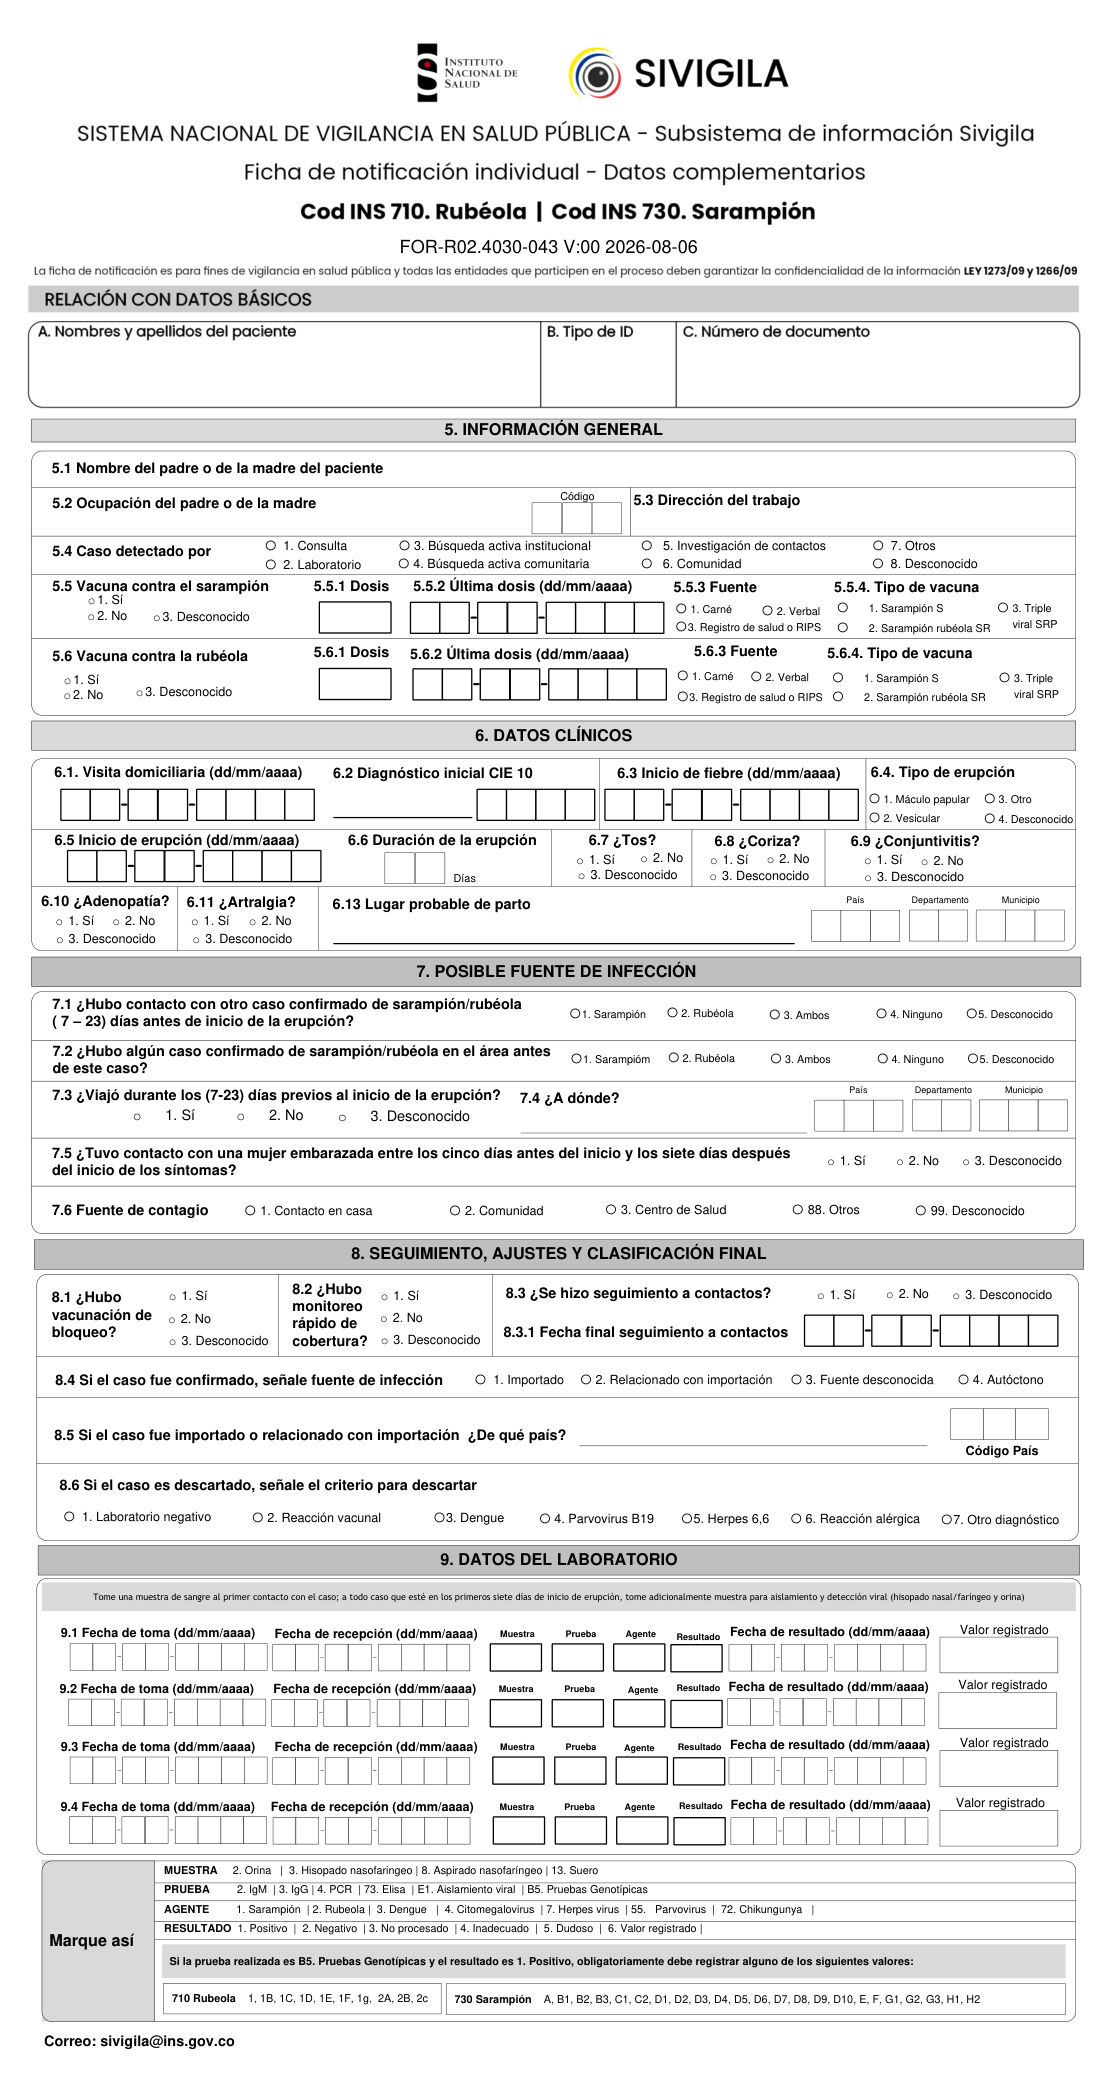 INSTITUTO
NACIONAL DE
SALUD
SIVIGILA
SISTEMA NACIONAL DE VIGILANCIA EN SALUD PÚBLICA - Subsistema de información Sivigila
Ficha de notificación individual - Datos complementarios
Cod INS 710. Rubéola | Cod INS 730. Sarampión
FOR-R02.4030-043 V:00 2026-08-06
La ficha de notificación es para fines de vigilancia en salud pública y todas las entidades que participen en el proceso deben garantizar la confidencialidad de la información LEY 1273/09 y 1266/09
RELACIÓN CON DATOS BÁSICOS
A. Nombres y apellidos del paciente B. Tipo de ID C. Número de documento
5. INFORMACIÓN GENERAL
5.1 Nombre del padre o de la madre del paciente
5.2 Ocupación del padre o de la madre Código 5.3 Dirección del trabajo
5.4 Caso detectado por 1. Consulta 3. Búsqueda activa institucional 5. Investigación de contactos 7. Otros
2. Laboratorio 4. Búsqueda activa comunitaria 6. Comunidad 8. Desconocido
5.5 Vacuna contra el sarampión 5.5.1 Dosis 5.5.2 Última dosis (dd/mm/aaaa) 5.5.3 Fuente 5.5.4. Tipo de vacuna
1. Sí 1. Carné 2. Verbal 1. Sarampión S 3. Triple
2. No 3. Desconocido 3. Registro de salud o RIPS 2. Sarampión rubéola SR viral SRP
5.6 Vacuna contra la rubéola 5.6.1 Dosis 5.6.2 Última dosis (dd/mm/aaaa) 5.6.3 Fuente 5.6.4. Tipo de vacuna
1. Sí 1. Carné 2. Verbal 1. Sarampión S 3. Triple
2. No 3. Desconocido 3. Registro de salud o RIPS 2. Sarampión rubéola SR viral SRP
6. DATOS CLÍNICOS
6.1. Visita domiciliaria (dd/mm/aaaa) 6.2 Diagnóstico inicial CIE 10 6.3 Inicio de fiebre (dd/mm/aaaa) 6.4. Tipo de erupción
1. Máculo papular 3. Otro
2. Vesicular 4. Desconocido
6.5 Inicio de erupción (dd/mm/aaaa) 6.6 Duración de la erupción 6.7 ¿Tos? 6.8 ¿Coriza? 6.9 ¿Conjuntivitis?
1. Sí 2. No 1. Sí 2. No 1. Sí 2. No
Días 3. Desconocido 3. Desconocido 3. Desconocido
6.10 ¿Adenopatía? 6.11 ¿Artralgia? 6.13 Lugar probable de parto País Departamento Municipio
1. Sí 2. No 1. Sí 2. No
3. Desconocido 3. Desconocido
7. POSIBLE FUENTE DE INFECCIÓN
7.1 ¿Hubo contacto con otro caso confirmado de sarampión/rubéola
( 7 – 23) días antes de inicio de la erupción? 1. Sarampión 2. Rubéola 3. Ambos 4. Ninguno 5. Desconocido
7.2 ¿Hubo algún caso confirmado de sarampión/rubéola en el área antes
de este caso? 1. Sarampióm 2. Rubéola 3. Ambos 4. Ninguno 5. Desconocido
7.3 ¿Viajó durante los (7-23) días previos al inicio de la erupción? 7.4 ¿A dónde? País Departamento Municipio
1. Sí 2. No 3. Desconocido
7.5 ¿Tuvo contacto con una mujer embarazada entre los cinco días antes del inicio y los siete días después
del inicio de los síntomas? 1. Sí 2. No 3. Desconocido
7.6 Fuente de contagio 1. Contacto en casa 2. Comunidad 3. Centro de Salud 88. Otros 99. Desconocido
8. SEGUIMIENTO, AJUSTES Y CLASIFICACIÓN FINAL
8.1 ¿Hubo
vacunación de
bloqueo?
1. Sí
2. No
3. Desconocido
8.2 ¿Hubo
monitoreo
rápido de
cobertura?
1. Sí
2. No
3. Desconocido
8.3 ¿Se hizo seguimiento a contactos? 1. Sí 2. No 3. Desconocido
8.3.1 Fecha final seguimiento a contactos
8.4 Si el caso fue confirmado, señale fuente de infección 1. Importado 2. Relacionado con importación 3. Fuente desconocida 4. Autóctono
8.5 Si el caso fue importado o relacionado con importación ¿De qué país?
Código País
8.6 Si el caso es descartado, señale el criterio para descartar
1. Laboratorio negativo 2. Reacción vacunal 3. Dengue 4. Parvovirus B19 5. Herpes 6,6 6. Reacción alérgica 7. Otro diagnóstico
9. DATOS DEL LABORATORIO
Tome una muestra de sangre al primer contacto con el caso; a todo caso que esté en los primeros siete días de inicio de erupción, tome adicionalmente muestra para aislamiento y detección viral (hisopado nasal/faríngeo y orina)
9.1 Fecha de toma (dd/mm/aaaa) Fecha de recepción (dd/mm/aaaa) Muestra Prueba Agente Resultado Fecha de resultado (dd/mm/aaaa) Valor registrado
9.2 Fecha de toma (dd/mm/aaaa) Fecha de recepción (dd/mm/aaaa) Muestra Prueba Agente Resultado Fecha de resultado (dd/mm/aaaa) Valor registrado
9.3 Fecha de toma (dd/mm/aaaa) Fecha de recepción (dd/mm/aaaa) Muestra Prueba Agente Resultado Fecha de resultado (dd/mm/aaaa) Valor registrado
9.4 Fecha de toma (dd/mm/aaaa) Fecha de recepción (dd/mm/aaaa) Muestra Prueba Agente Resultado Fecha de resultado (dd/mm/aaaa) Valor registrado
Marque así
MUESTRA 2. Orina | 3. Hisopado nasofaringeo | 8. Aspirado nasofaríngeo | 13. Suero
PRUEBA 2. IgM | 3. IgG | 4. PCR | 73. Elisa | E1. Aislamiento viral | B5. Pruebas Genotípicas
AGENTE 1. Sarampión | 2. Rubeola | 3. Dengue | 4. Citomegalovirus | 7. Herpes virus | 55. Parvovirus | 72. Chikungunya |
RESULTADO 1. Positivo | 2. Negativo | 3. No procesado | 4. Inadecuado | 5. Dudoso | 6. Valor registrado |
Si la prueba realizada es B5. Pruebas Genotípicas y el resultado es 1. Positivo, obligatoriamente debe registrar alguno de los siguientes valores:
710 Rubeola 1, 1B, 1C, 1D, 1E, 1F, 1g, 2A, 2B, 2c
730 Sarampión A, B1, B2, B3, C1, C2, D1, D2, D3, D4, D5, D6, D7, D8, D9, D10, E, F, G1, G2, G3, H1, H2
Correo: sivigila@ins.gov.co